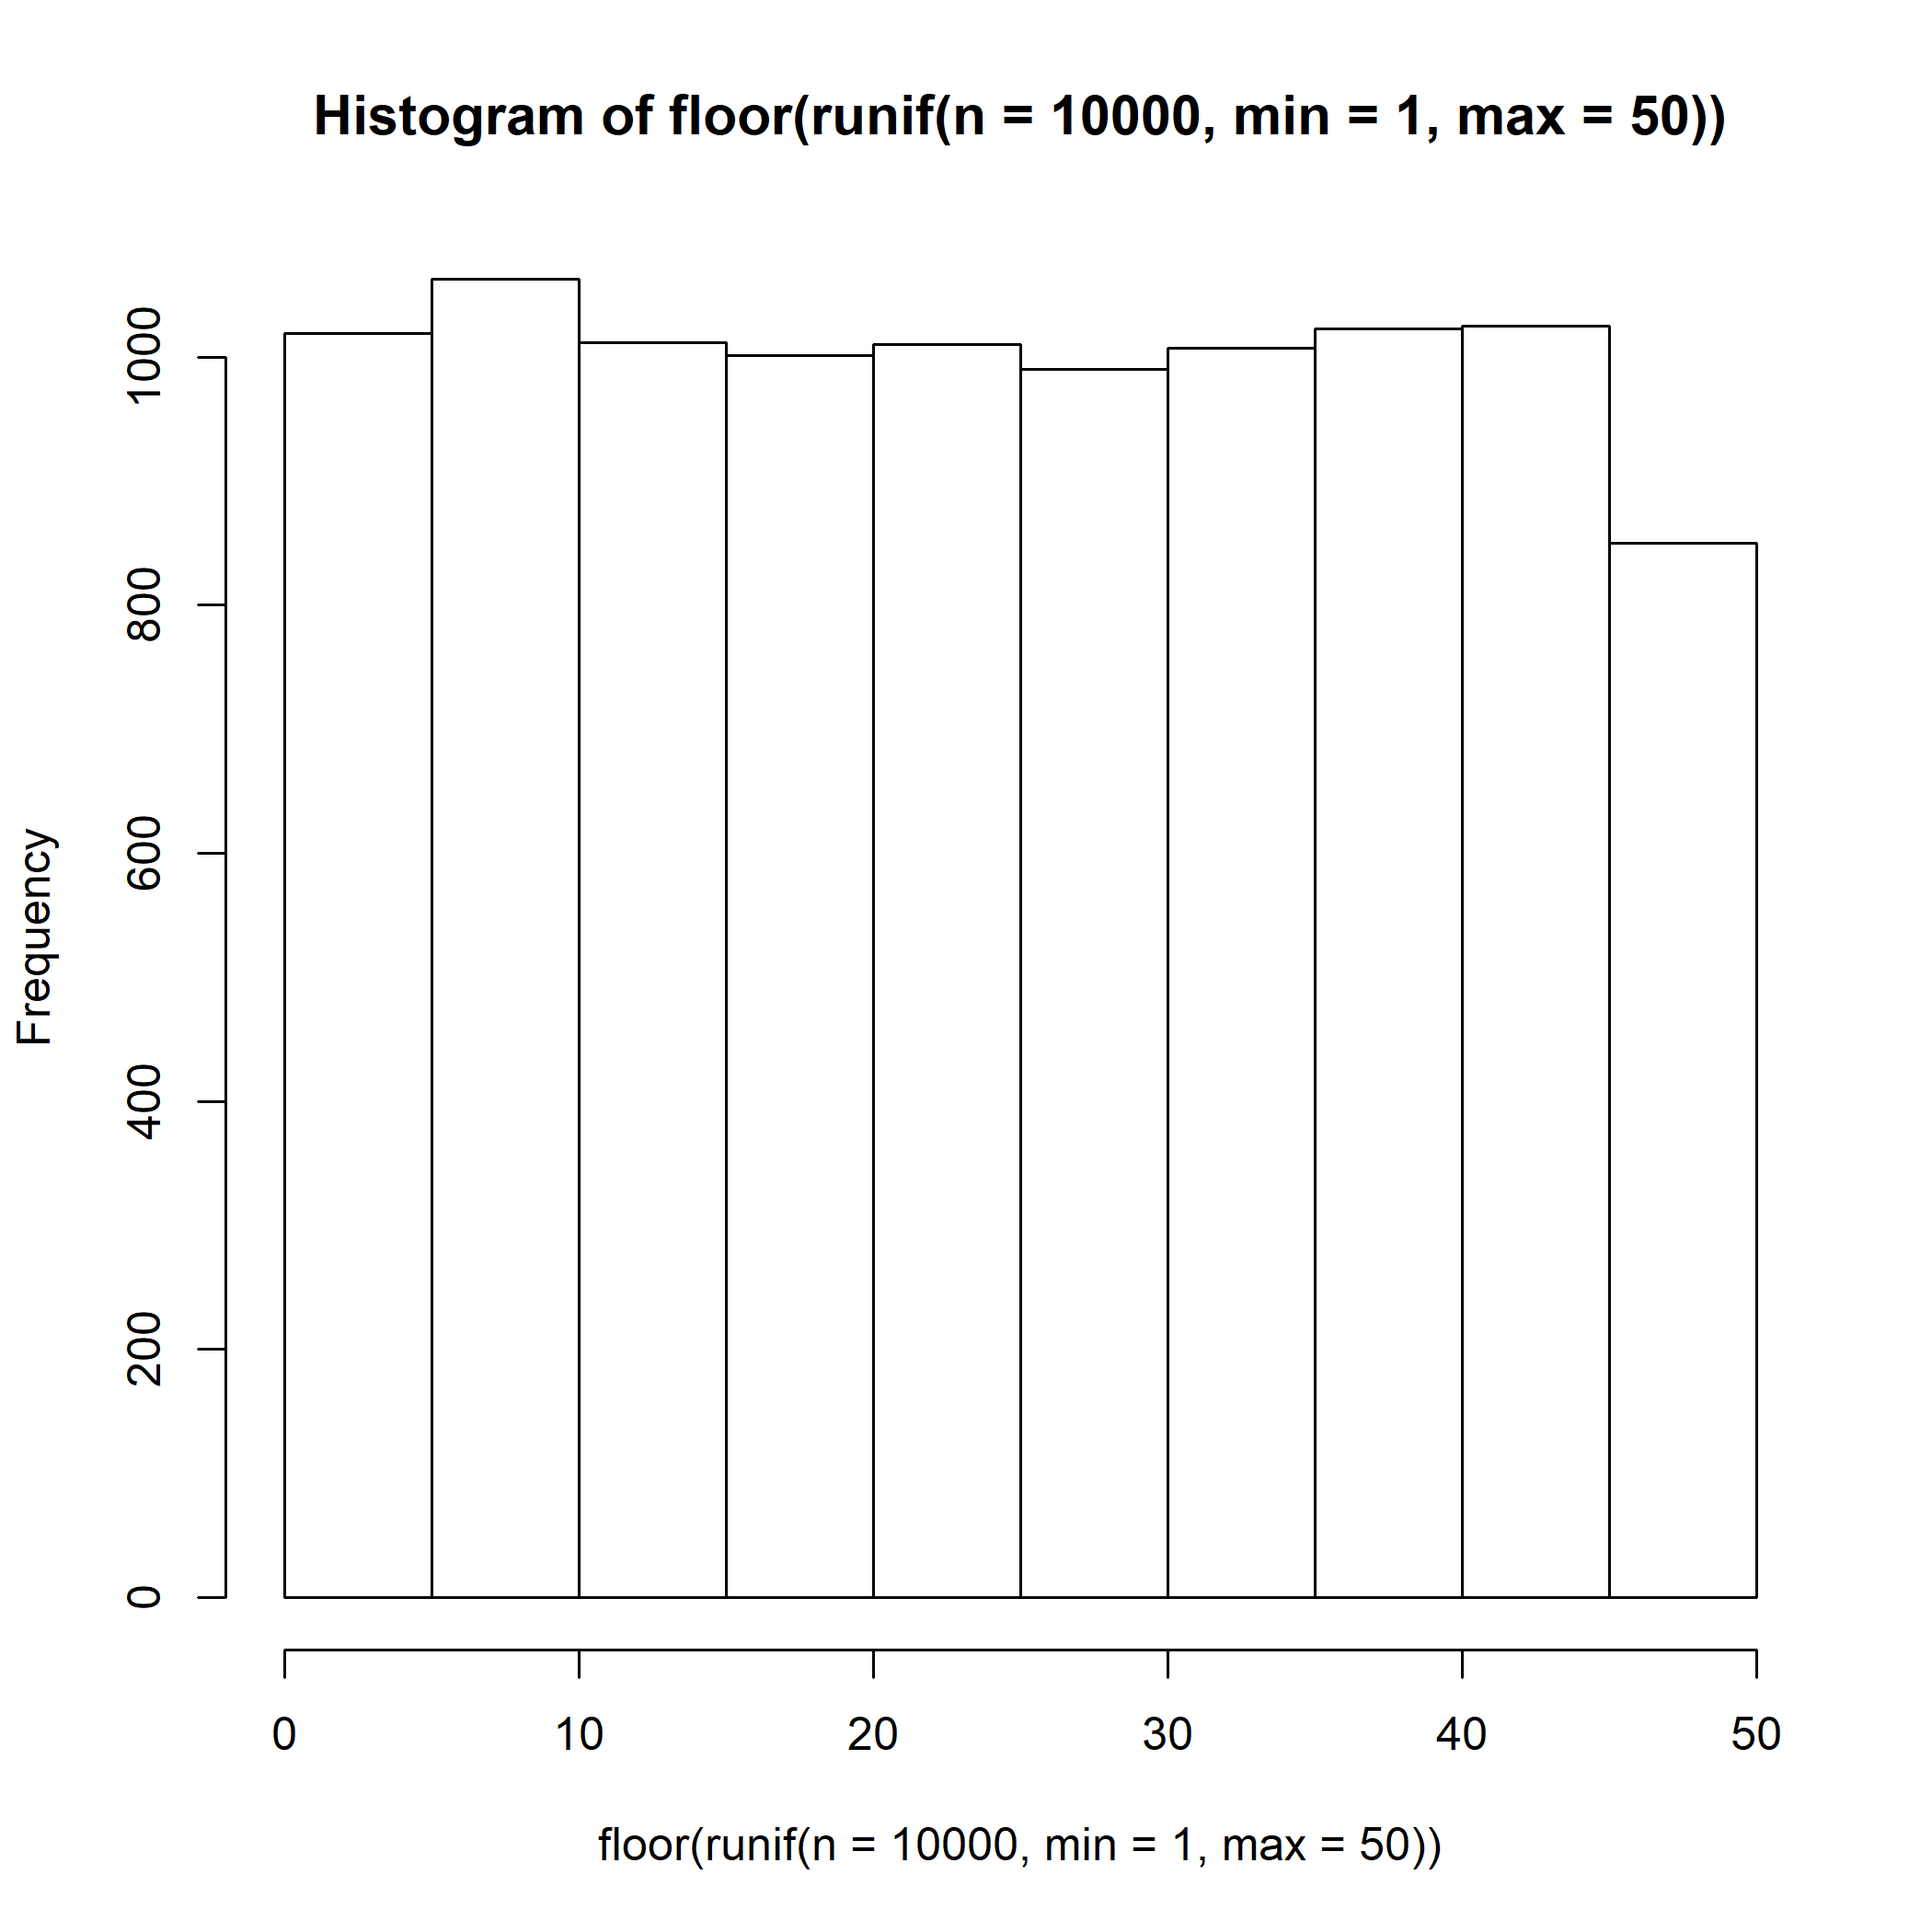 Histogram of floor(runif(n = 10000, min = 1, max = 50))
Frequency
1000
800
600
400
200
0
0 10 20 30 40 50
floor(runif(n = 10000, min = 1, max = 50))